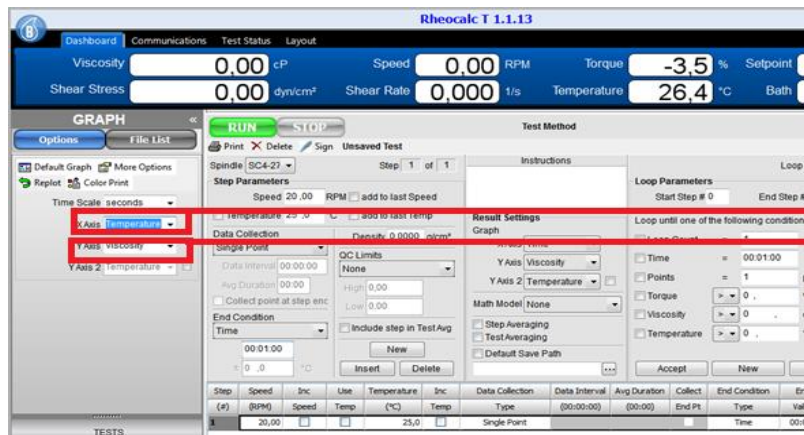 Rheocalc T 1.1.13
Dashboard Communications Test Status Layout
Viscosity 0,00 cP Speed 0,00 RPM Torque -3,5 % Setpoint
Shear Stress 0,00 dyn/cm² Shear Rate 0,000 1/s Temperature 26,4 °C Bath
GRAPH «
Options File List
Default Graph More Options
Replot Color Print
Time Scale seconds
X Axis Temperature
Y Axis Viscosity
Y Axis 2 Temperature
TESTS
RUN STOP Test Method
Print Delete Sign Unsaved Test
Spindle SC4-27 Step 1 of 1
Step Parameters
Speed 20 ,00 RPM add to last Speed
Temperature 25 ,0 C add to last Temp
Data Collection Density 0,0000 g/cm³
Single Point
Data Interval 00:00:00
Avg Duration 00:00
Collect point at step end
End Condition
Time
00:01:00
= 0 ,0 °C
QC Limits
None
High 0,00
Low 0,00
Include step in Test Avg
New
Insert Delete
Instructions
Result Settings
Graph
Time
Y Axis Viscosity
Y Axis 2 Temperature
Math Model None
Step Averaging
Test Averaging
Default Save Path
...
Loop
Loop Parameters
Start Step # 0 End Step #
Loop until one of the following condition
Loop Count = 1
Time = 00:01:00
Points = 1
Torque > 0 ,
Viscosity > 0 ,
Temperature > 0 ,
Accept New
Step Speed Inc Use Temperature Inc Data Collection Data Interval Avg Duration Collect End Condition
(#) (RPM) Speed Temp (°C) Temp Type (00:00:00) (00:00) End Pt Type
1 20,00 25,0 Single Point Time